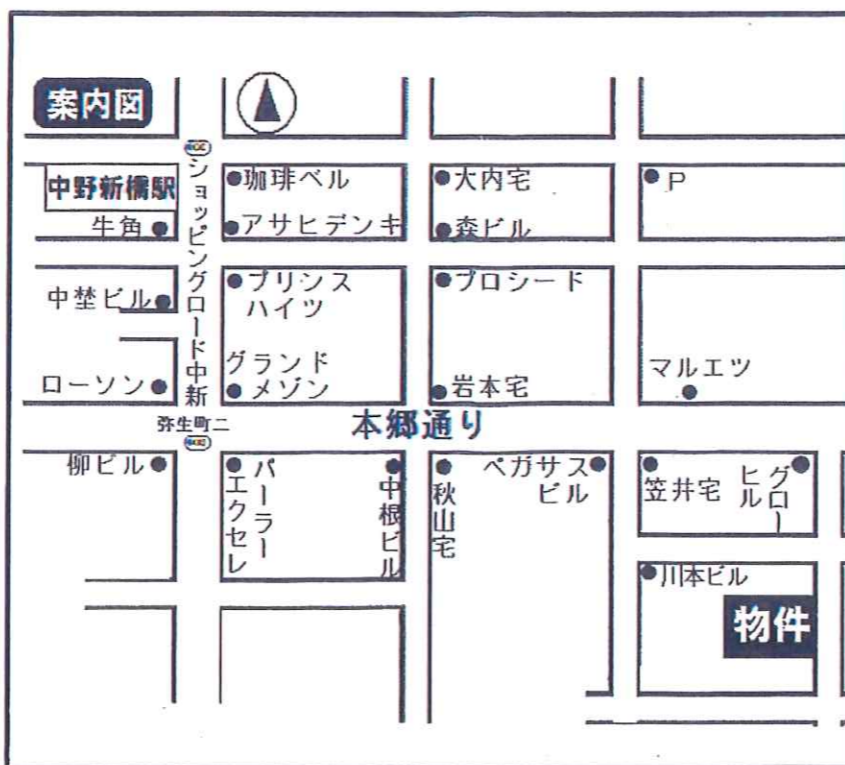 案内図
中野新橋駅
牛角
ショッピングロード中新
珈琲ベル
アサヒデンキ
大内宅
森ビル
P
中埜ビル
ローソン
プリンス
ハイツ
グランド
メゾン
プロシード
岩本宅
マルエツ
弥生町二
本郷通り
柳ビル
パーラー
エクセレ
中根ビル
秋山宅
ペガサス
ビル
笠井宅
グロー
ヒル
川本ビル
物件